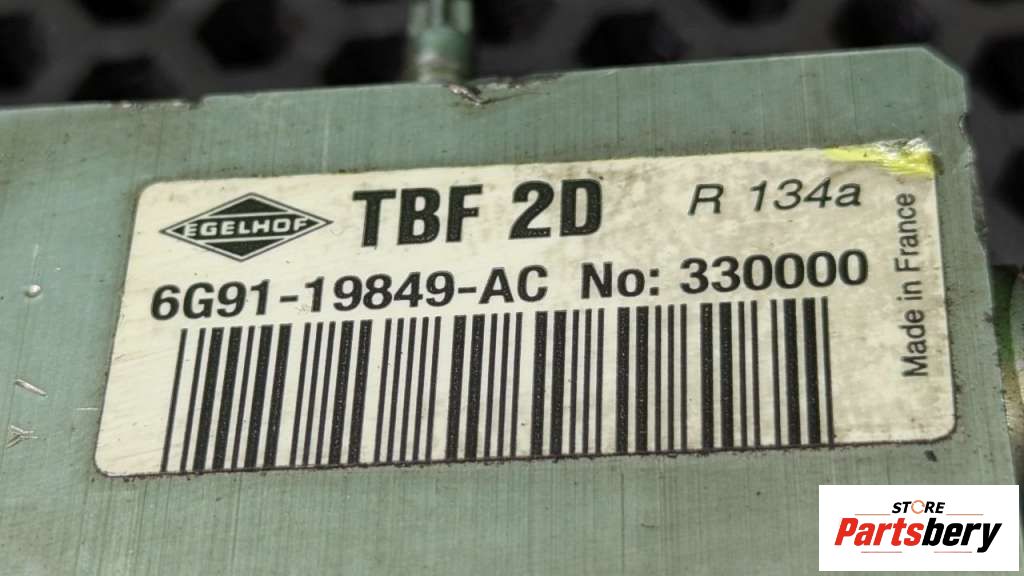 EGELHOF TBF 2D R 134a
6G91-19849-AC No: 330000
Made in France
STORE
Partsbery